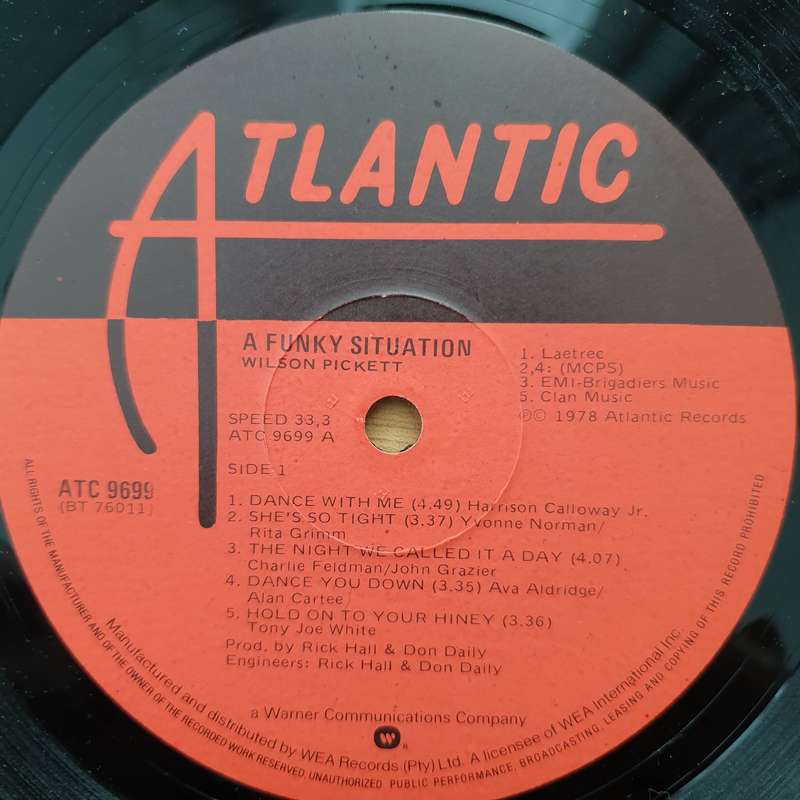 ATLANTIC
A FUNKY SITUATION
WILSON PICKETT
1. Laetrec
2,4: (MCPS)
3. EMI-Brigadiers Music
5. Clan Music
℗© 1978 Atlantic Records
SPEED 33,3
ATC 9699 A
SIDE 1
ATC 9699
(BT 76011)
1. DANCE WITH ME (4.49) Harrison Calloway Jr.
2. SHE'S SO TIGHT (3.37) Yvonne Norman/
Rita Grimm
3. THE NIGHT WE CALLED IT A DAY (4.07)
Charlie Feldman/John Grazier
4. DANCE YOU DOWN (3.35) Ava Aldridge/
Alan Cartee
5. HOLD ON TO YOUR HINEY (3.36)
Tony Joe White
Prod. by Rick Hall & Don Daily
Engineers: Rick Hall & Don Daily
a Warner Communications Company
W ®
Manufactured and distributed by WEA Records (Pty) Ltd. A licensee of WEA International Inc.
ALL RIGHTS OF THE MANUFACTURER AND OF THE OWNER OF THE RECORDED WORK RESERVED, UNAUTHORIZED PUBLIC PERFORMANCE, BROADCASTING LEASING AND COPYING OF THIS RECORD PROHIBITED